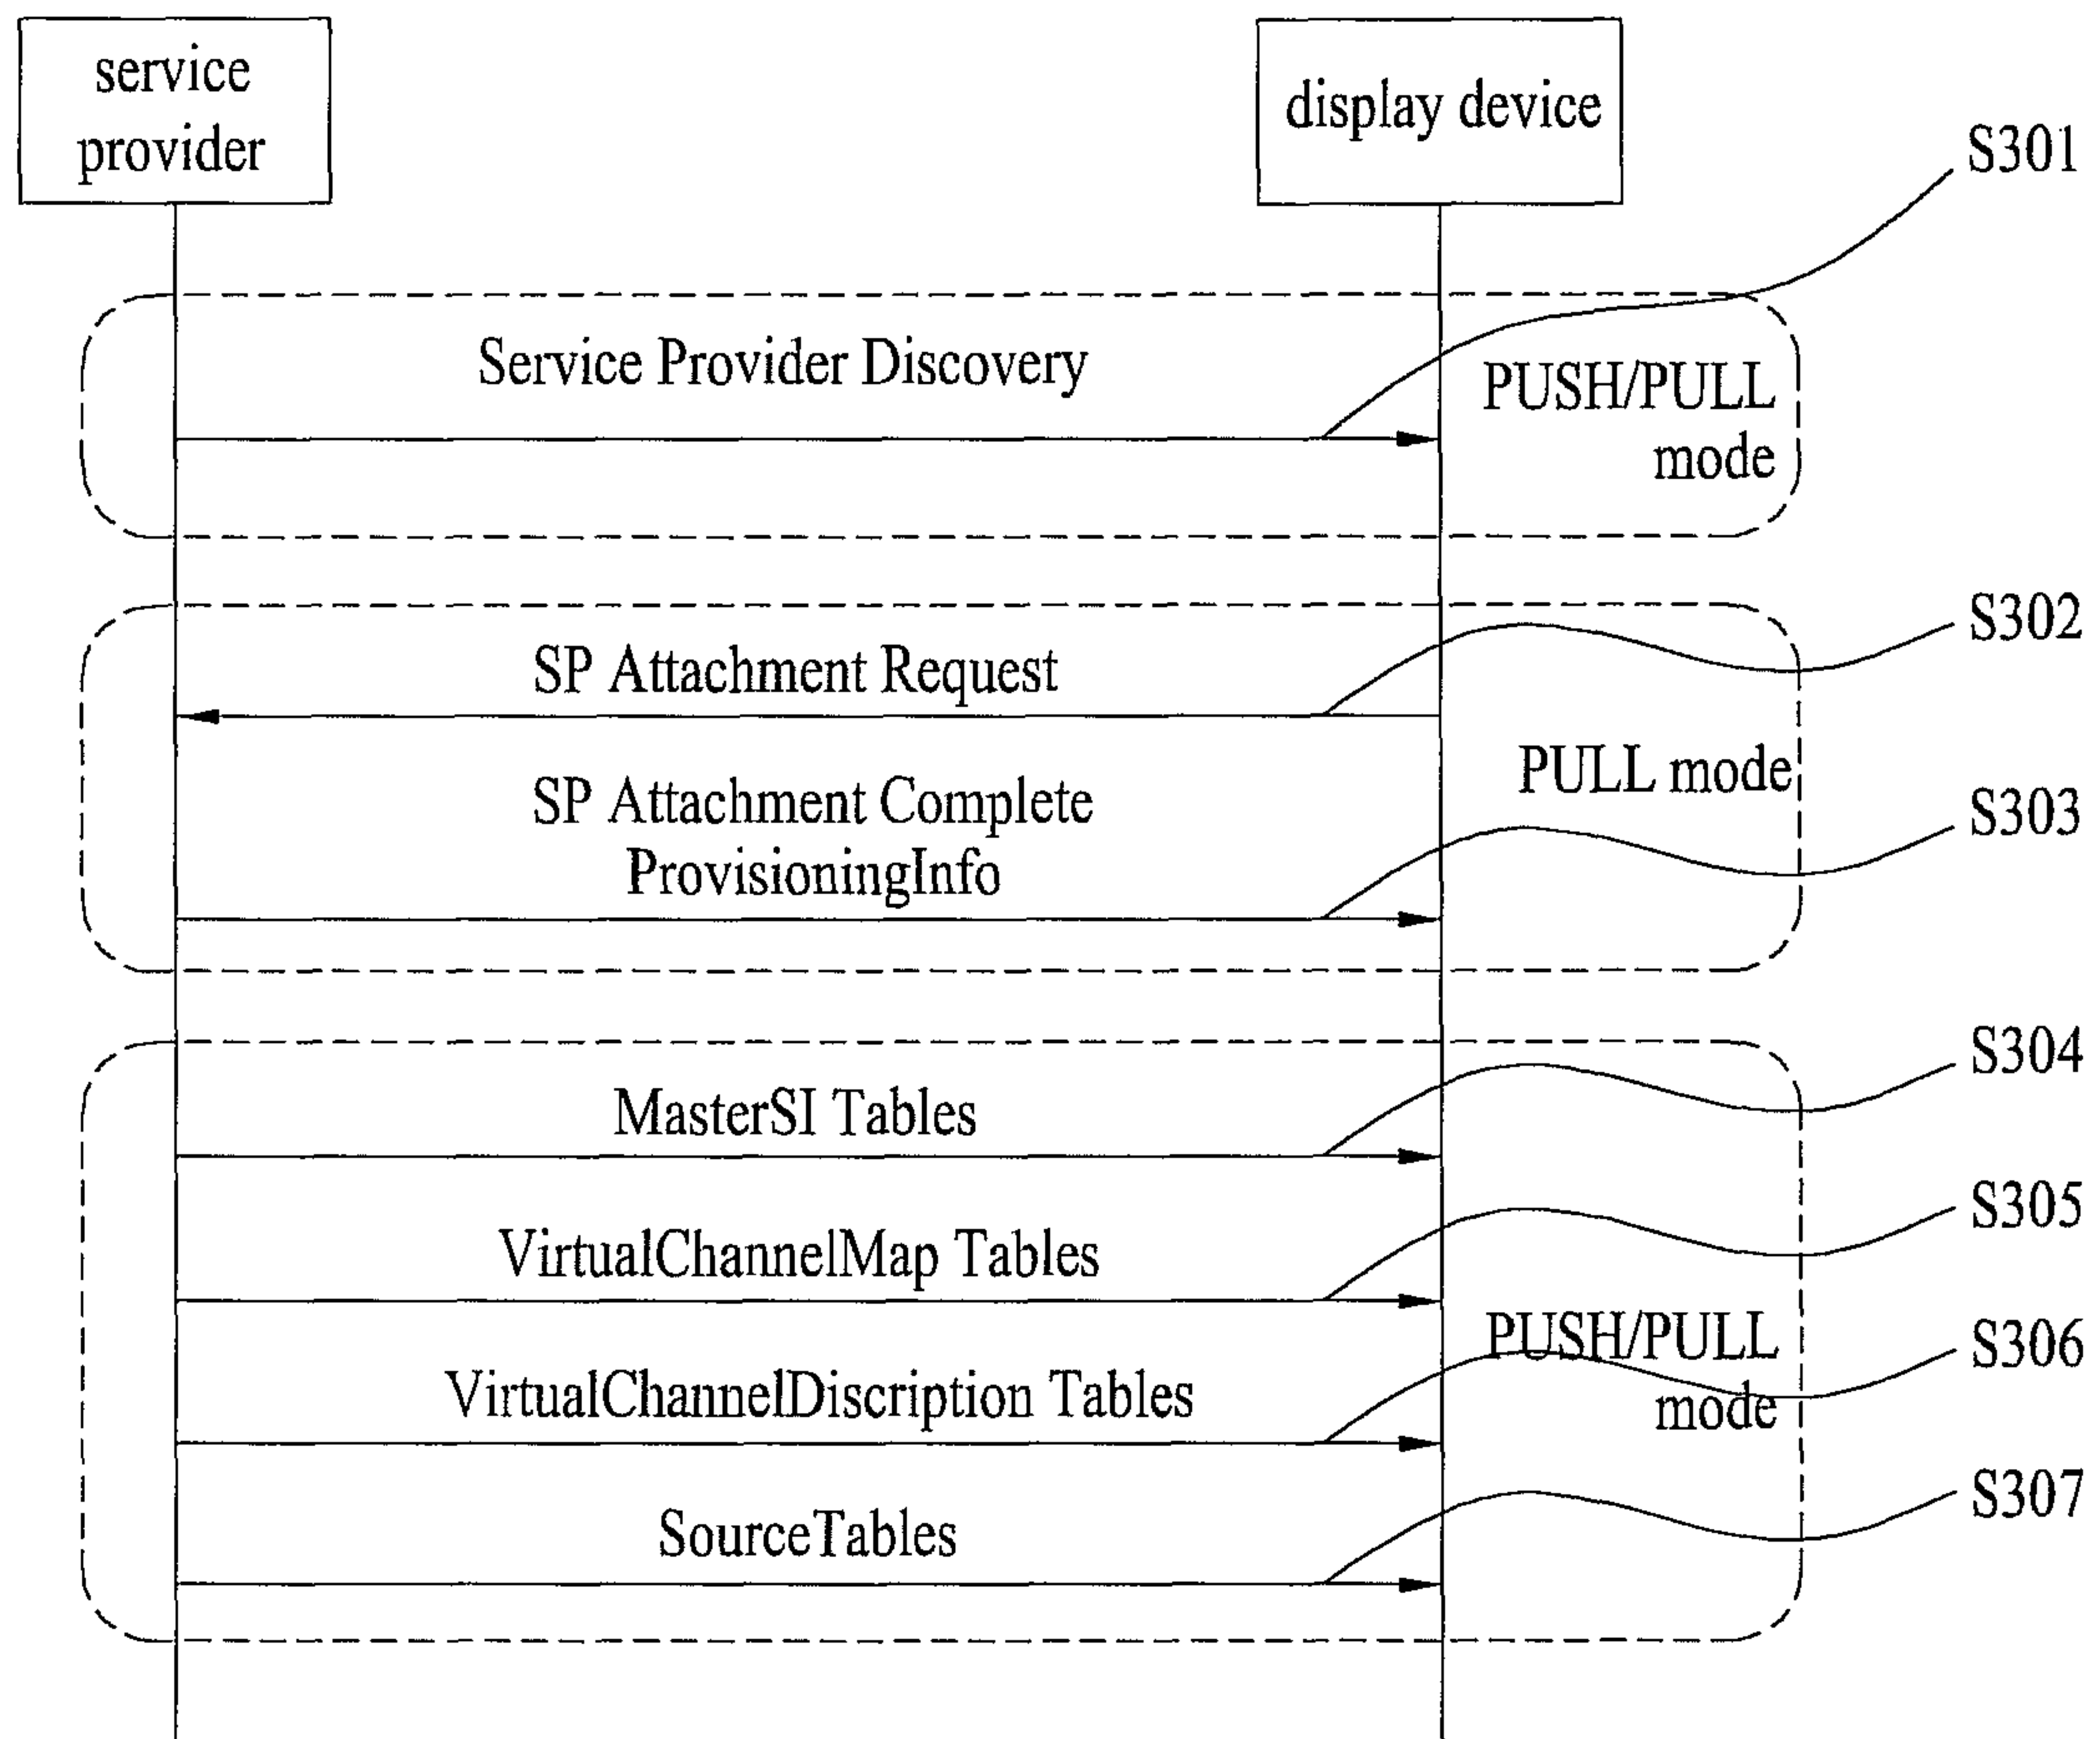 service
provider
display device
S301
Service Provider Discovery
PUSH/PULL
mode
S302
SP Attachment Request
PULL mode
SP Attachment Complete
ProvisioningInfo
S303
S304
MasterSI Tables
S305
VirtualChannelMap Tables
PUSH/PULL
mode
S306
VirtualChannelDiscription Tables
S307
SourceTables